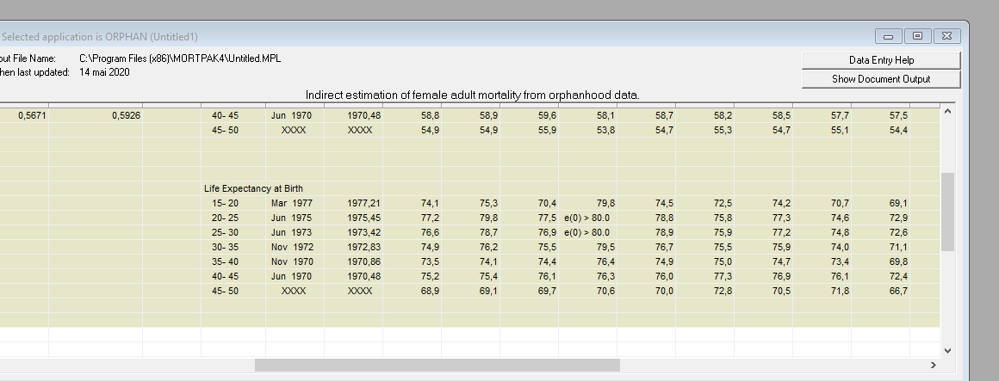 Selected application is ORPHAN (Untitled1)
out File Name: C:\Program Files (x86)\MORTPAK4\Untitled.MPL
hen last updated: 14 mai 2020
Data Entry Help
Show Document Output
Indirect estimation of female adult mortality from orphanhood data.
0,5671 0,5926 40- 45 Jun 1970 1970,48 58,8 58,9 59,6 58,1 58,7 58,2 58,5 57,7 57,5
45- 50 XXXX XXXX 54,9 54,9 55,9 53,8 54,7 55,3 54,7 55,1 54,4
Life Expectancy at Birth
15- 20 Mar 1977 1977,21 74,1 75,3 70,4 79,8 74,5 72,5 74,2 70,7 69,1
20- 25 Jun 1975 1975,45 77,2 79,8 77,5 e(0) > 80.0 78,8 75,8 77,3 74,6 72,9
25- 30 Jun 1973 1973,42 76,6 78,7 76,9 e(0) > 80.0 78,9 75,9 77,2 74,8 72,6
30- 35 Nov 1972 1972,83 74,9 76,2 75,5 79,5 76,7 75,5 75,9 74,0 71,1
35- 40 Nov 1970 1970,86 73,5 74,1 74,4 76,4 74,9 75,0 74,7 73,4 69,8
40- 45 Jun 1970 1970,48 75,2 75,4 76,1 76,3 76,0 77,3 76,9 76,1 72,4
45- 50 XXXX XXXX 68,9 69,1 69,7 70,6 70,0 72,8 70,5 71,8 66,7